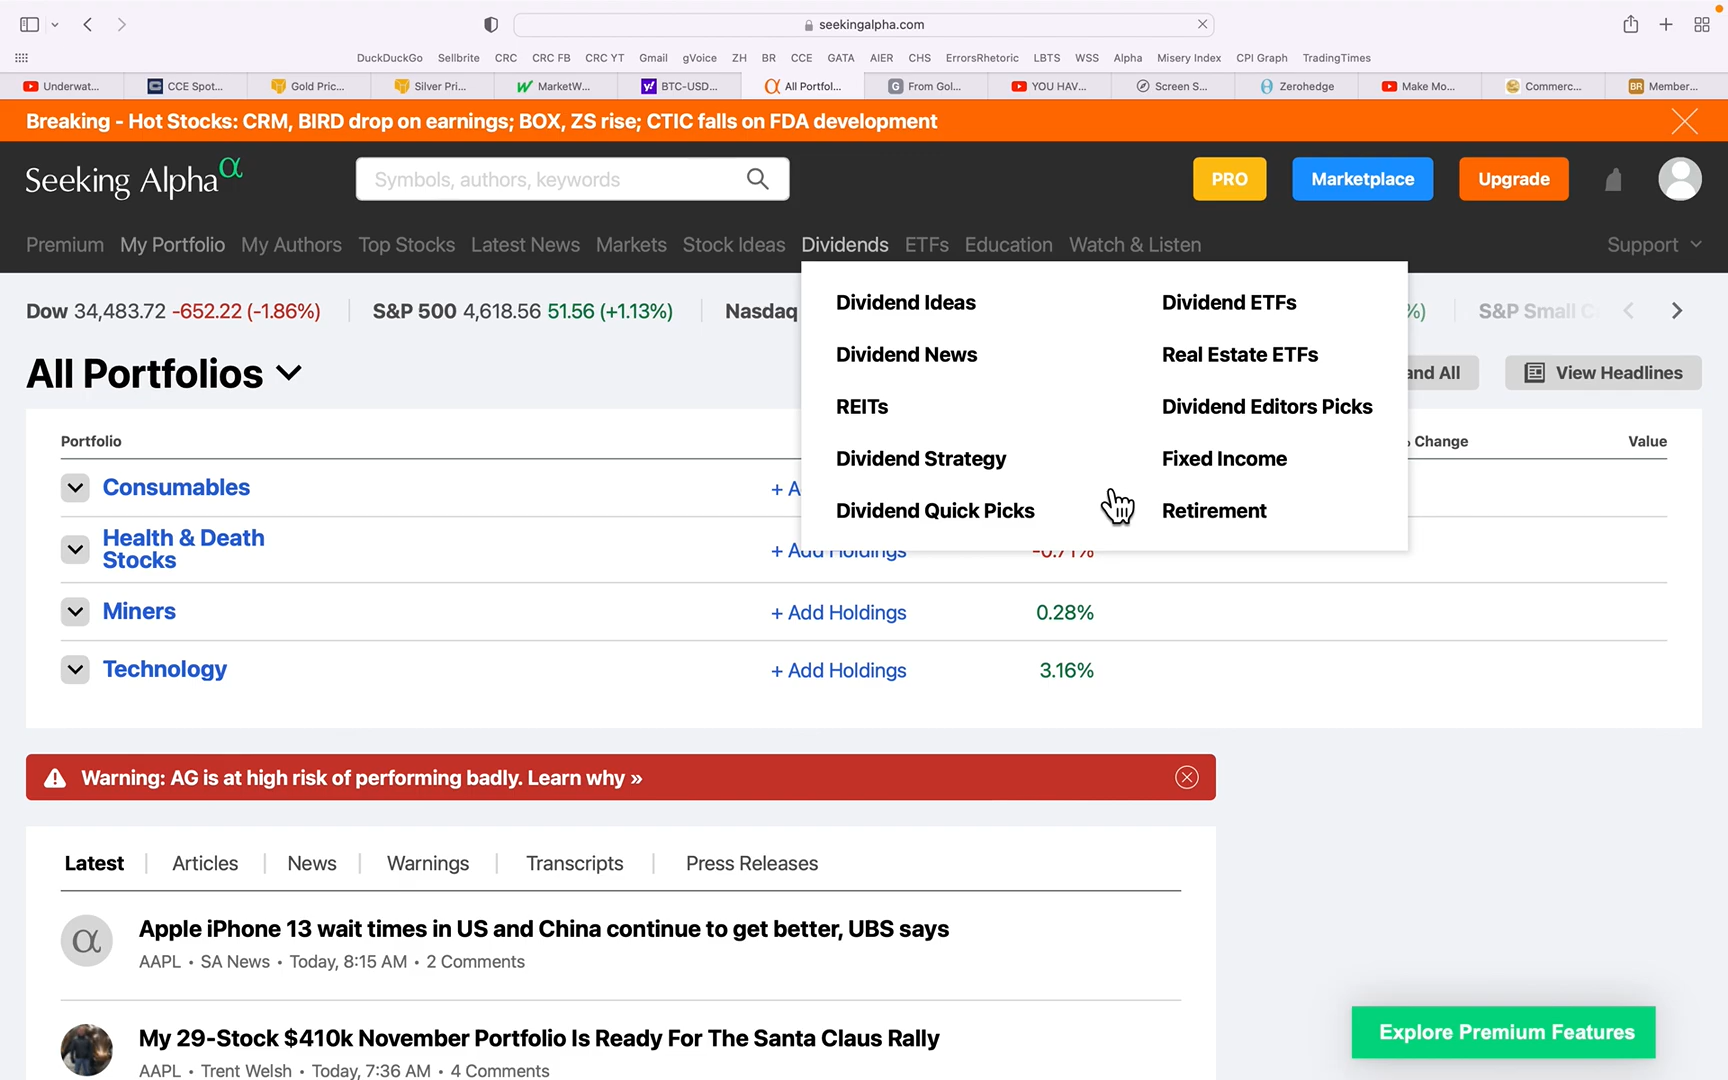 seekingalpha.com
DuckDuckGo Sellbrite CRC CRC FB CRC YT Gmail gVoice ZH BR CCE GATA AIER CHS ErrorsRhetoric LBTS WSS Alpha Misery Index CPI Graph TradingTimes
Underwat... CCE Spot... Gold Pric... Silver Pri... MarketW... BTC-USD... All Portfol... From Gol... YOU HAV... Screen S... Zerohedge Make Mo... Commerc... Member...
Breaking - Hot Stocks: CRM, BIRD drop on earnings; BOX, ZS rise; CTIC falls on FDA development
Seeking Alpha α
Symbols, authors, keywords
PRO Marketplace Upgrade
Premium My Portfolio My Authors Top Stocks Latest News Markets Stock Ideas Dividends ETFs Education Watch & Listen Support
Dow 34,483.72 -652.22 (-1.86%) S&P 500 4,618.56 51.56 (+1.13%) Nasdaq %) S&P Small C
Dividend Ideas Dividend ETFs
Dividend News Real Estate ETFs
REITs Dividend Editors Picks
Dividend Strategy Fixed Income
Dividend Quick Picks Retirement
All Portfolios and All View Headlines
Portfolio Change Value
Consumables + A
Health & Death
Stocks + Add Holdings -0.71%
Miners + Add Holdings 0.28%
Technology + Add Holdings 3.16%
Warning: AG is at high risk of performing badly. Learn why »
Latest Articles News Warnings Transcripts Press Releases
Apple iPhone 13 wait times in US and China continue to get better, UBS says
AAPL • SA News • Today, 8:15 AM • 2 Comments
My 29-Stock $410k November Portfolio Is Ready For The Santa Claus Rally
AAPL • Trent Welsh • Today, 7:36 AM • 4 Comments
Explore Premium Features